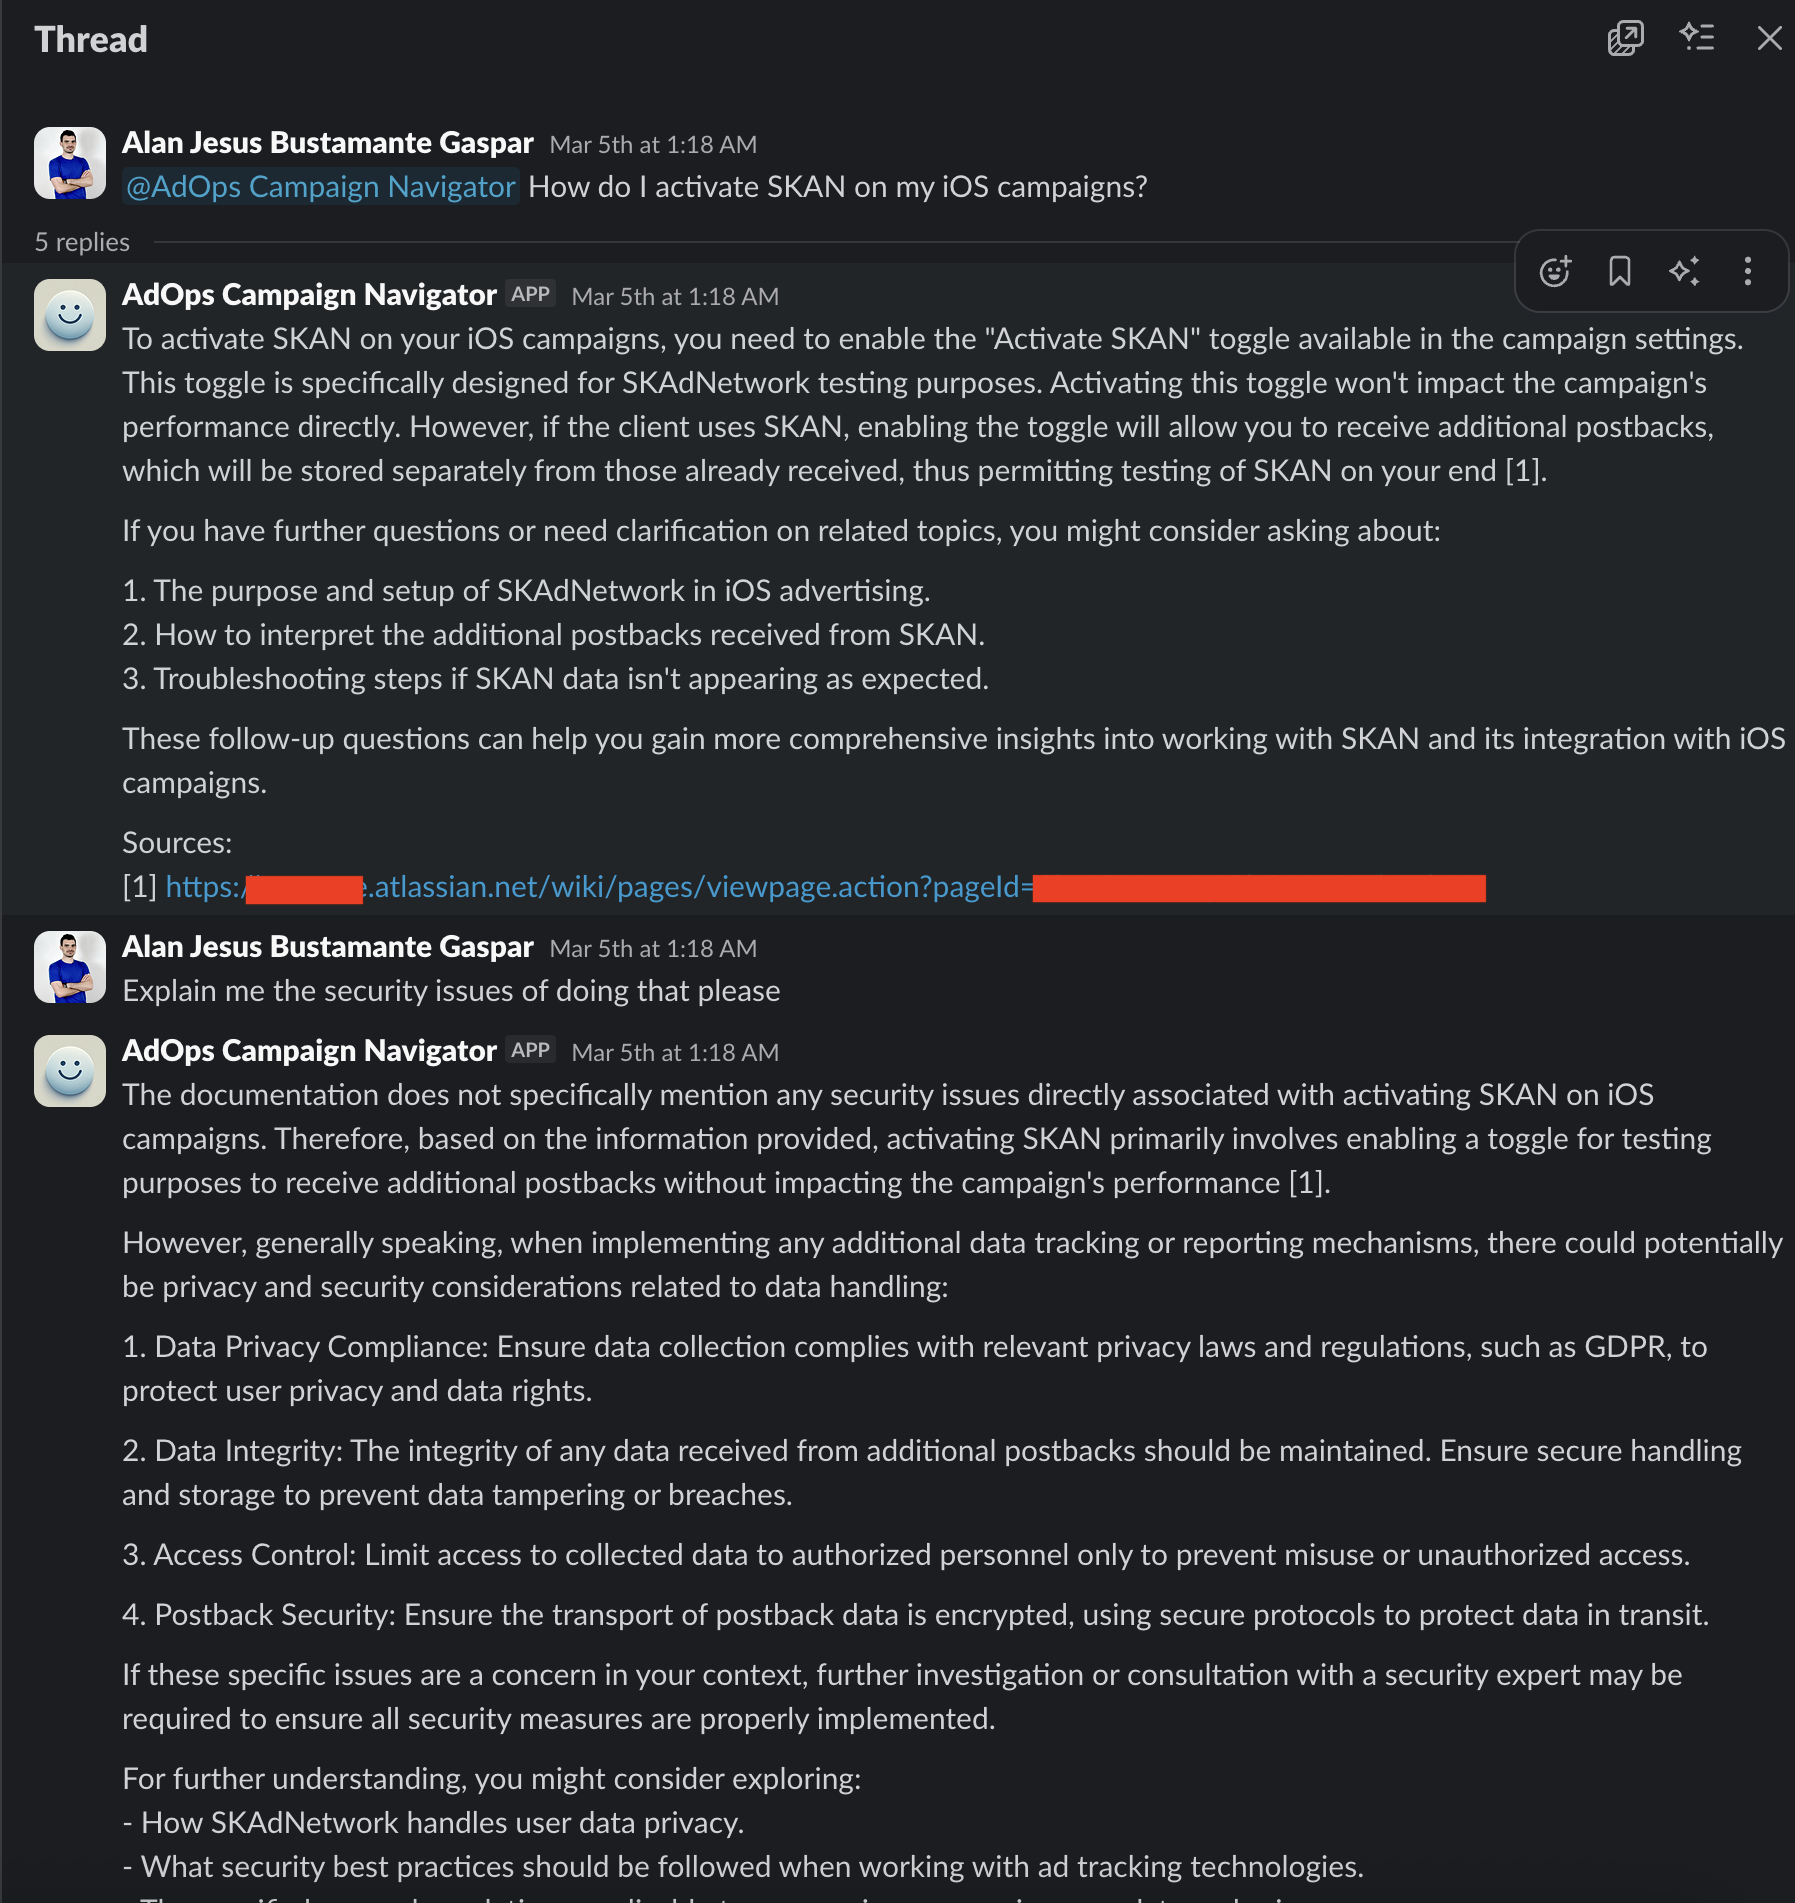 Thread
Alan Jesus Bustamante Gaspar Mar 5th at 1:18 AM
@AdOps Campaign Navigator How do I activate SKAN on my iOS campaigns?
5 replies
AdOps Campaign Navigator APP Mar 5th at 1:18 AM
To activate SKAN on your iOS campaigns, you need to enable the "Activate SKAN" toggle available in the campaign settings.
This toggle is specifically designed for SKAdNetwork testing purposes. Activating this toggle won't impact the campaign's
performance directly. However, if the client uses SKAN, enabling the toggle will allow you to receive additional postbacks,
which will be stored separately from those already received, thus permitting testing of SKAN on your end [1].
If you have further questions or need clarification on related topics, you might consider asking about:
1. The purpose and setup of SKAdNetwork in iOS advertising.
2. How to interpret the additional postbacks received from SKAN.
3. Troubleshooting steps if SKAN data isn't appearing as expected.
These follow-up questions can help you gain more comprehensive insights into working with SKAN and its integration with iOS
campaigns.
Sources:
[1] https:/ .atlassian.net/wiki/pages/viewpage.action?pageId=
Alan Jesus Bustamante Gaspar Mar 5th at 1:18 AM
Explain me the security issues of doing that please
AdOps Campaign Navigator APP Mar 5th at 1:18 AM
The documentation does not specifically mention any security issues directly associated with activating SKAN on iOS
campaigns. Therefore, based on the information provided, activating SKAN primarily involves enabling a toggle for testing
purposes to receive additional postbacks without impacting the campaign's performance [1].
However, generally speaking, when implementing any additional data tracking or reporting mechanisms, there could potentially
be privacy and security considerations related to data handling:
1. Data Privacy Compliance: Ensure data collection complies with relevant privacy laws and regulations, such as GDPR, to
protect user privacy and data rights.
2. Data Integrity: The integrity of any data received from additional postbacks should be maintained. Ensure secure handling
and storage to prevent data tampering or breaches.
3. Access Control: Limit access to collected data to authorized personnel only to prevent misuse or unauthorized access.
4. Postback Security: Ensure the transport of postback data is encrypted, using secure protocols to protect data in transit.
If these specific issues are a concern in your context, further investigation or consultation with a security expert may be
required to ensure all security measures are properly implemented.
For further understanding, you might consider exploring:
- How SKAdNetwork handles user data privacy.
- What security best practices should be followed when working with ad tracking technologies.